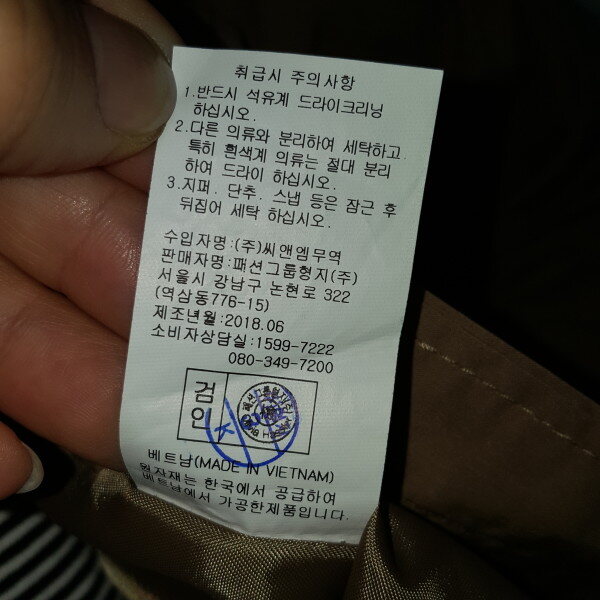 취급시 주의사항
1.반드시 석유계 드라이크리닝
하십시오.
2.다른 의류와 분리하여 세탁하고.
특히 흰색계 의류는 절대 분리
하여 드라이 하십시오.
3.지퍼. 단추. 스냅 등은 잠근 후
뒤집어 세탁 하십시오.
수입자명:(주)씨앤엠무역
판매자명:패션그룹형지(주)
서울시 강남구 논현로 322
(역삼동776-15)
제조년월:2018.06
소비자상담실:1599-7222
080-349-7200
검인
베트남(MADE IN VIETNAM)
원자재는 한국에서 공급하여
베트남에서 가공한제품입니다.